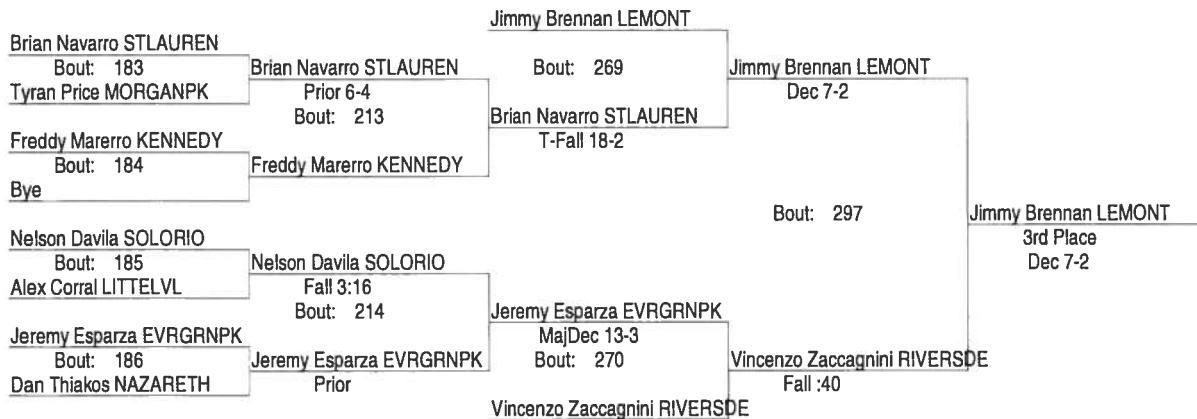 Jimmy Brennan LEMONT
Brian Navarro STLAUREN
Bout: 183
Tyran Price MORGANPK
Brian Navarro STLAUREN
Prior 6-4
Bout: 213
Bout: 269
Jimmy Brennan LEMONT
Dec 7-2
Brian Navarro STLAUREN
T-Fall 18-2
Freddy Marerro KENNEDY
Bout: 184
Bye
Freddy Marerro KENNEDY
Bout: 297
Jimmy Brennan LEMONT
3rd Place
Dec 7-2
Nelson Davila SOLORIO
Bout: 185
Alex Corral LITTELVL
Nelson Davila SOLORIO
Fall 3:16
Bout: 214
Jeremy Esparza EVRGRNPK
MajDec 13-3
Bout: 270
Jeremy Esparza EVRGRNPK
Bout: 186
Dan Thiakos NAZARETH
Jeremy Esparza EVRGRNPK
Prior
Vincenzo Zaccagnini RIVERSDE
Fall :40
Vincenzo Zaccagnini RIVERSDE